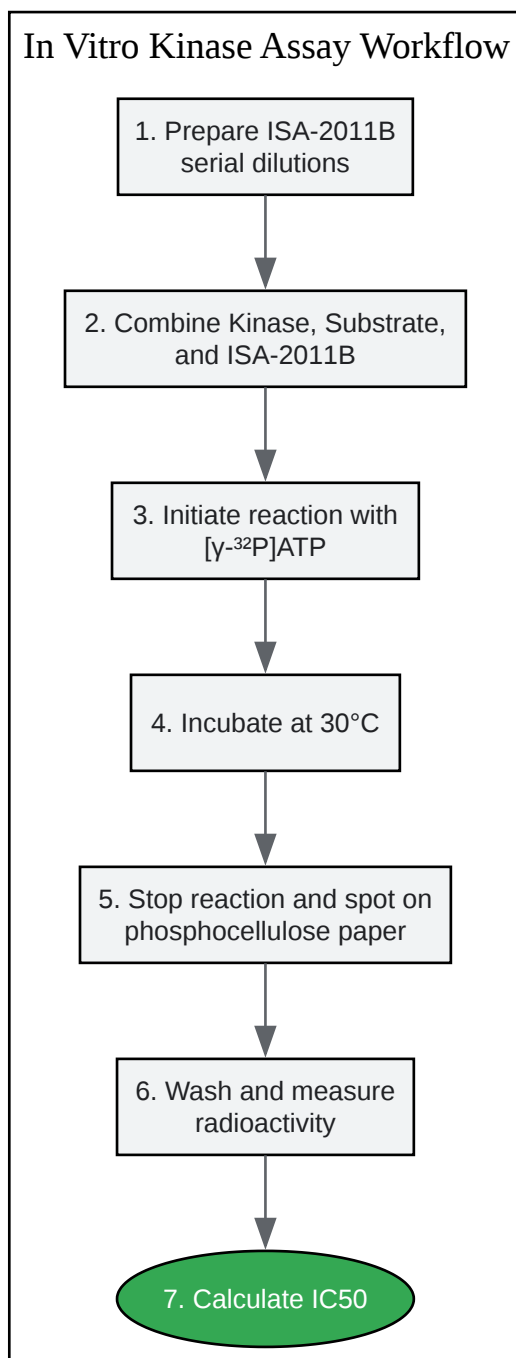 In Vitro Kinase Assay Workflow
1. Prepare ISA-2011B
serial dilutions
2. Combine Kinase, Substrate,
and ISA-2011B
3. Initiate reaction with
[γ-³²P]ATP
4. Incubate at 30°C
5. Stop reaction and spot on
phosphocellulose paper
6. Wash and measure
radioactivity
7. Calculate IC50